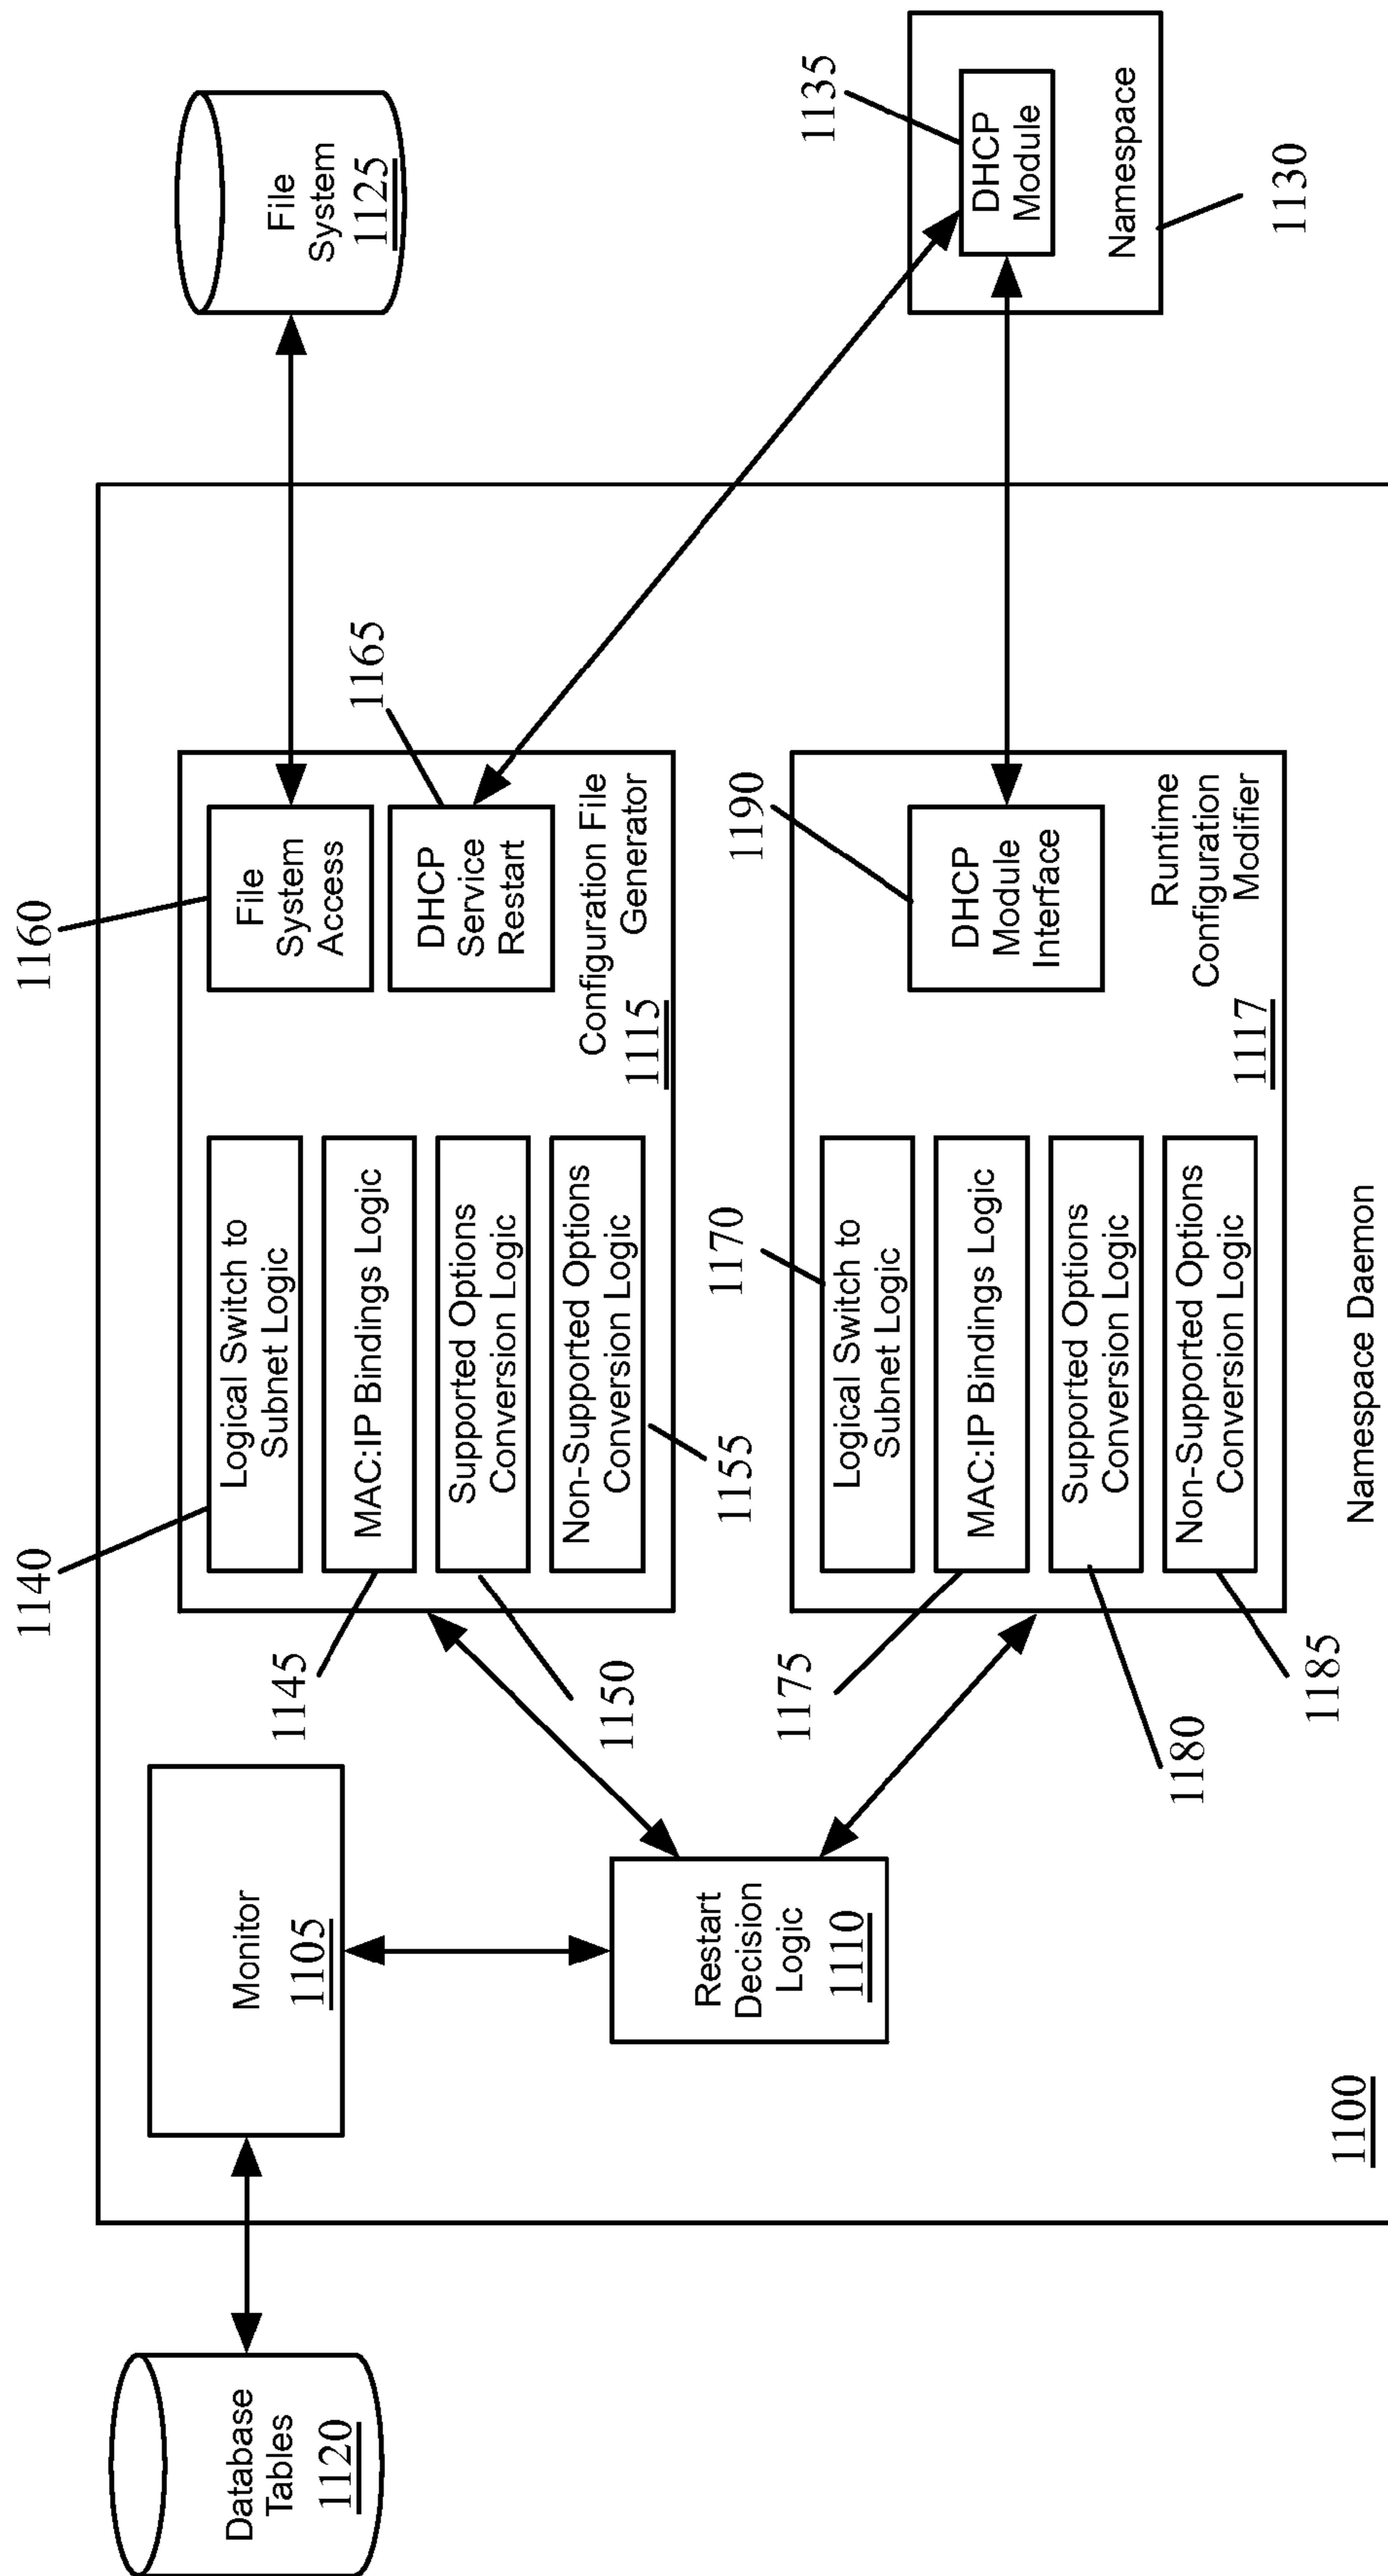 Database
Tables
1120
Monitor
1105
Restart
Decision
Logic
1110
1100
Namespace Daemon
1140
Logical Switch to
Subnet Logic
MAC:IP Bindings Logic
Supported Options
Conversion Logic
Non-Supported Options
Conversion Logic
1145
1150
1155
1160
File
System
Access
1165
DHCP
Service
Restart
Configuration File
Generator
1115
1170
Logical Switch to
Subnet Logic
MAC:IP Bindings Logic
Supported Options
Conversion Logic
Non-Supported Options
Conversion Logic
1175
1180
1185
1190
DHCP
Module
Interface
Runtime
Configuration
Modifier
1117
File
System
1125
1135
DHCP
Module
Namespace
1130